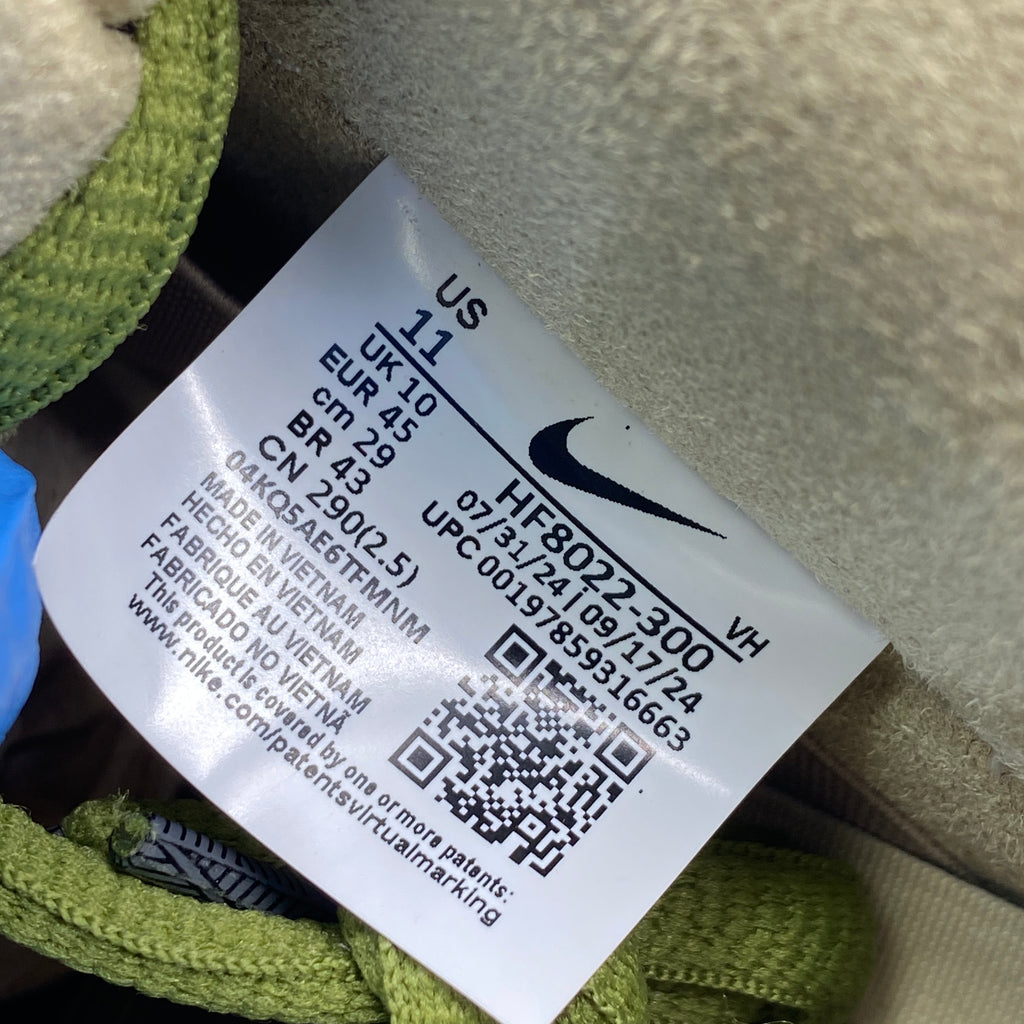 US
11
UK 10
EUR 45
cm 29
BR 43
CN 290(2.5)
04KQ5AE6TFMNM
MADE IN VIETNAM
HECHO EN VIETNAM
FABRIQUE AU VIETNAM
FABRICADO NO VIETNÃ
This product is covered by one or more patents:
www.nike.com/patentsvirtualmarking
HF8022-300
VH
07/31/24 | 09/17/24
UPC 00197859316663